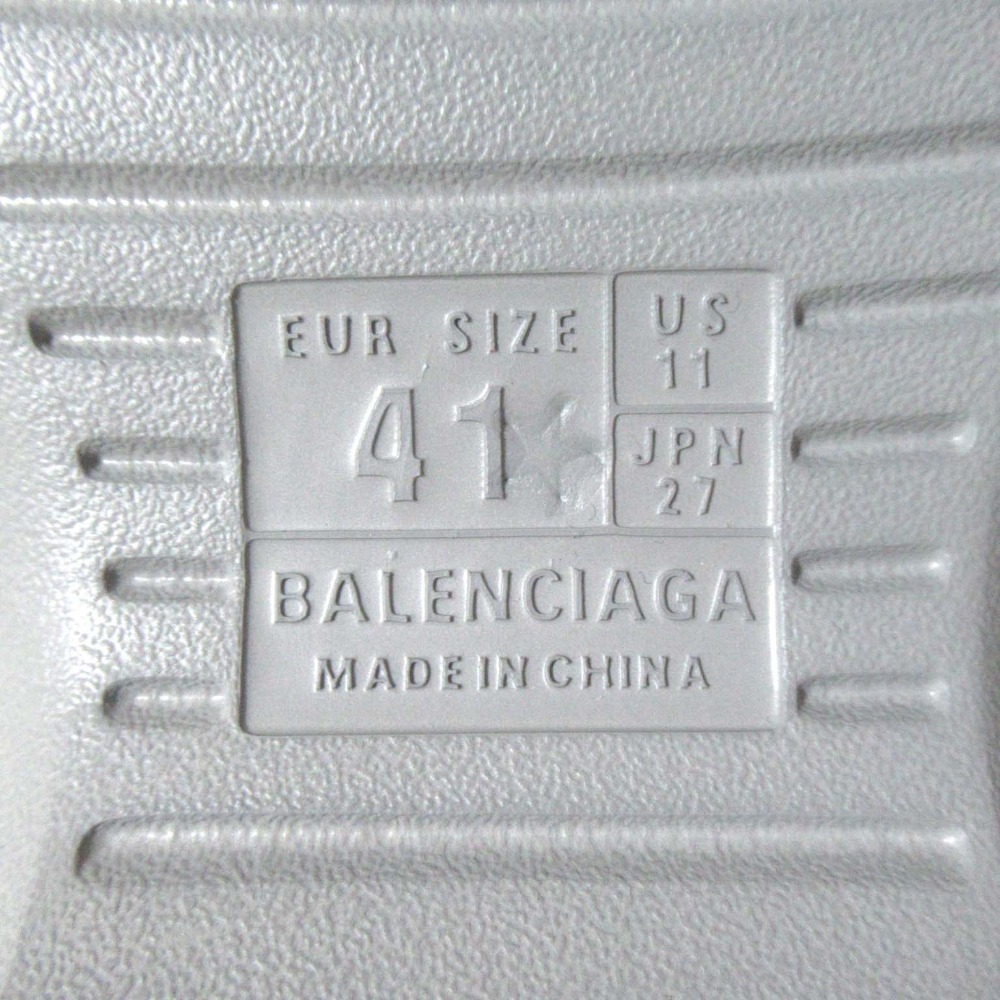 EUR SIZE
41
US
11
JPN
27
BALENCIAGA
MADE IN CHINA